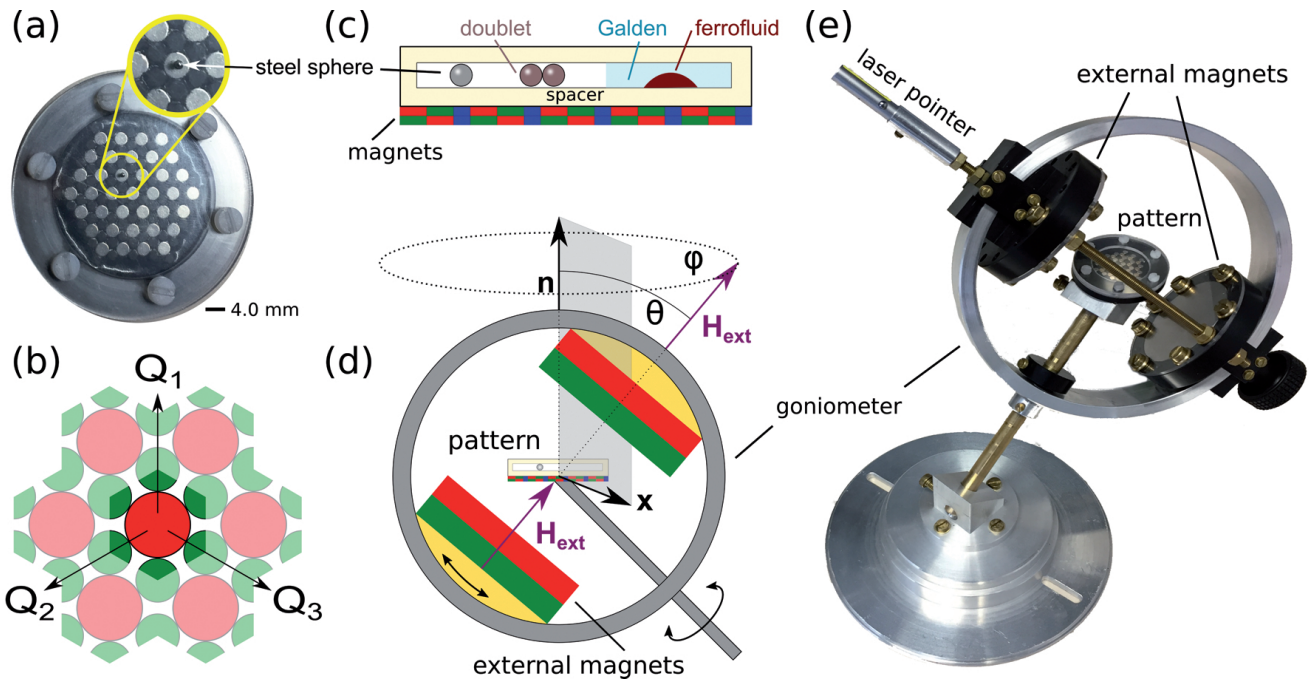 (a)
steel sphere
4.0 mm
(b)
Q1
Q2
Q3
(c)
doublet
Galden
ferrofluid
spacer
magnets
(d)
n
φ
θ
Hext
pattern
x
Hext
external magnets
goniometer
(e)
laser pointer
external magnets
pattern